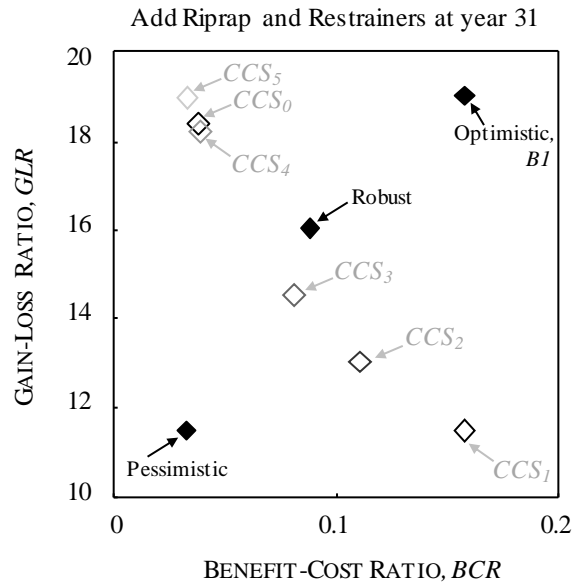 Add Riprap and Restrainers at year 31
20
18
16
14
12
10
GAIN-LOSS RATIO, GLR
CCS5
CCS0
CCS4
Optimistic,
B1
Robust
CCS3
CCS2
CCS1
Pessimistic
0
0.1
0.2
BENEFIT-COST RATIO, BCR